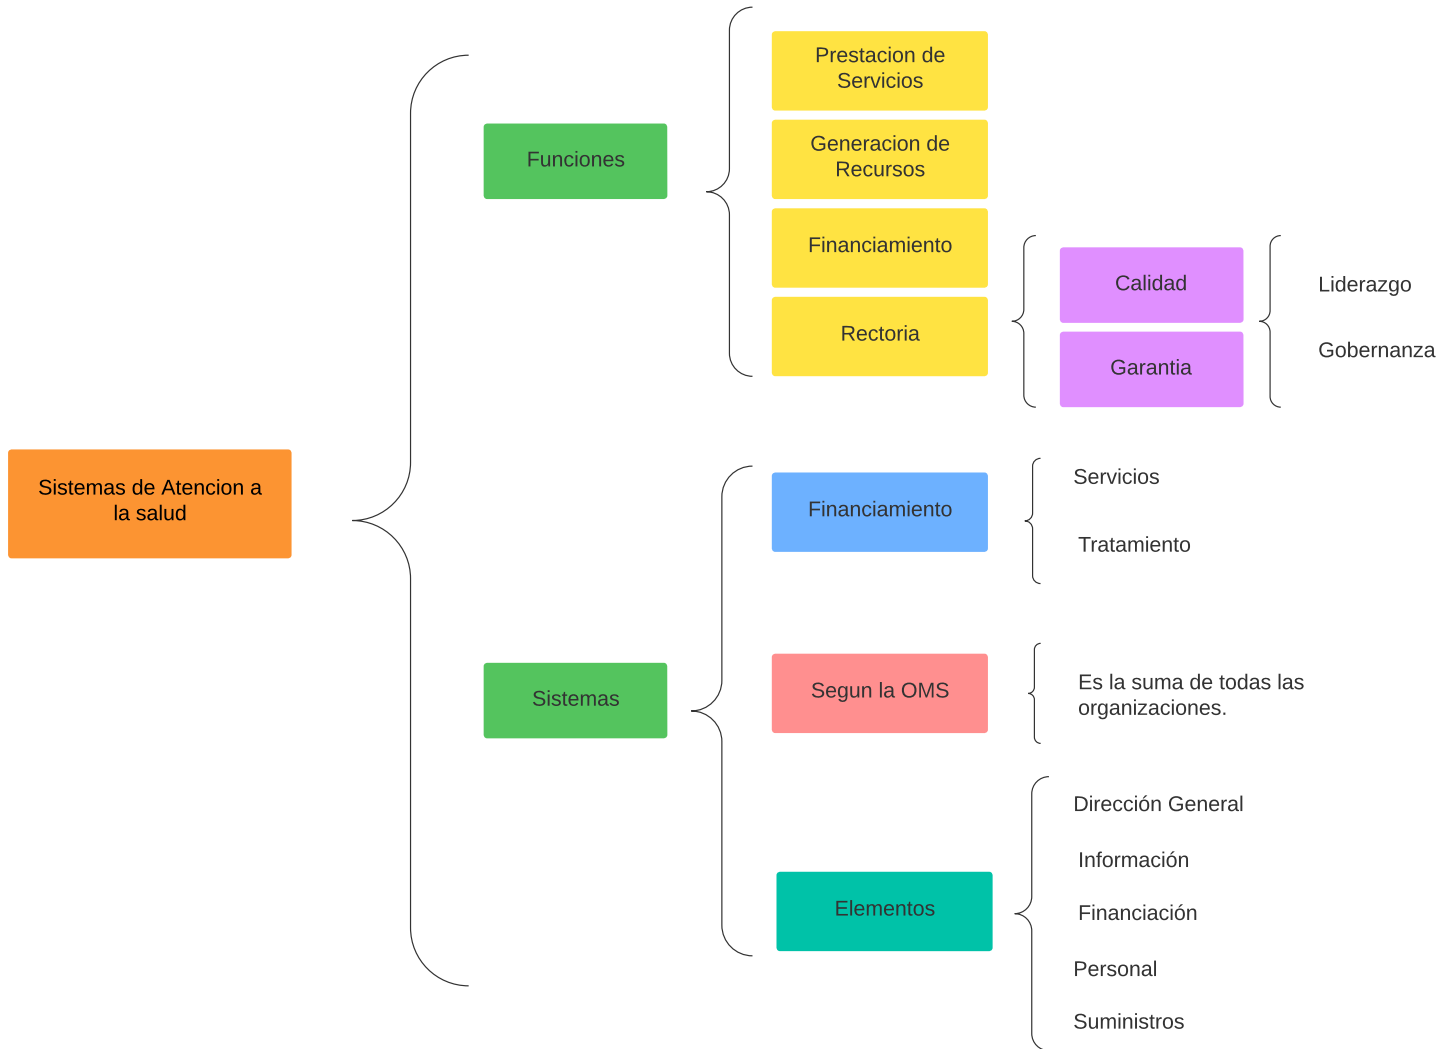 Sistemas de Atencion a
la salud
Funciones
Prestacion de
Servicios
Generacion de
Recursos
Financiamiento
Rectoria
Calidad
Garantia
Liderazgo
Gobernanza
Sistemas
Financiamiento
Servicios
Tratamiento
Segun la OMS
Es la suma de todas las
organizaciones.
Elementos
Dirección General
Información
Financiación
Personal
Suministros